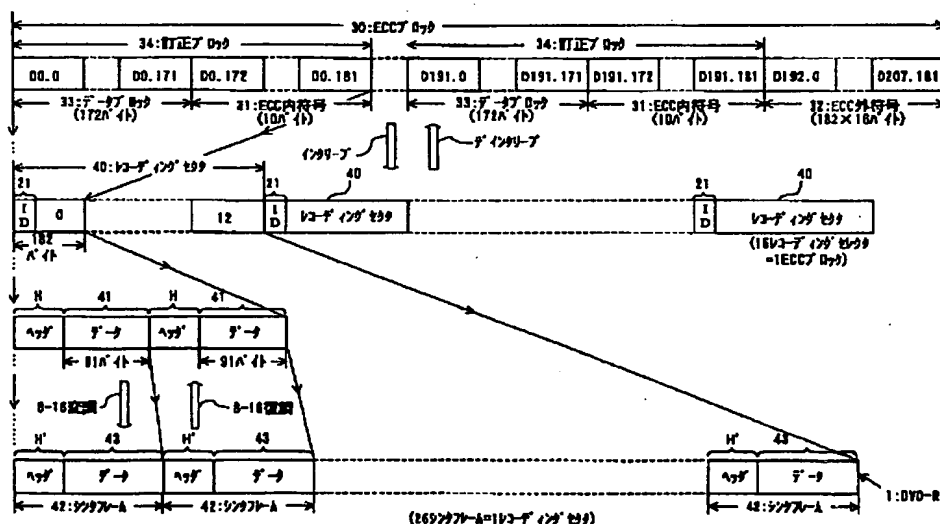 30:ECCブロック
34:訂正ブロック 34:訂正ブロック
D0.0 D0.171 D0.172 D0.181 D191.0 D191.171 D191.172 D191.181 D192.0 D207.181
33:データブロック 31:ECC内符号 33:データブロック 31:ECC内符号 32:ECC外符号
(172バイト) (10バイト) (172バイト) (10バイト) (182×16バイト)
インタリーブ デインタリーブ
40:レコーディングセクタ 40 40
21 21 21
ID 0 12 ID レコーディングセクタ ID レコーディングセクタ
182バイト
(16レコーディングセレクタ
=1ECCブロック)
H 41 H 41
ヘッダ データ ヘッダ データ
91バイト 91バイト
8-16変調 8-16復調
H' 43 H' 43 H' 43
ヘッダ データ ヘッダ データ ヘッダ データ
1:DVD-R
42:シンクフレーム 42:シンクフレーム 42:シンクフレーム
(26シンクフレーム=1レコーディングセクタ)